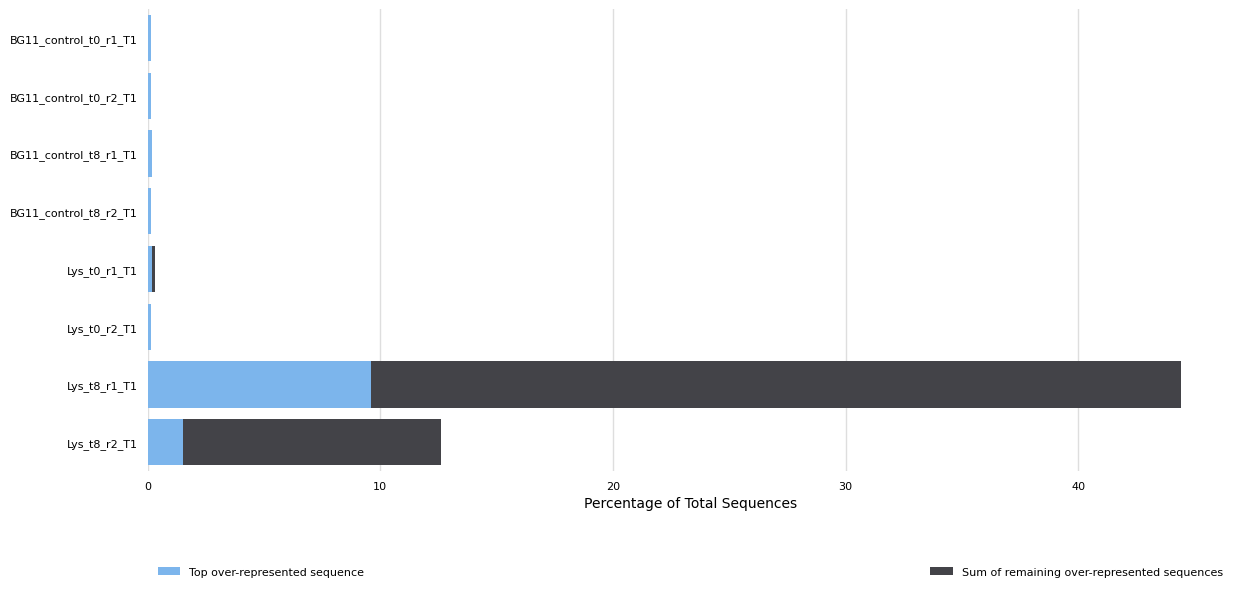 BG11_control_t0_r1_T1
BG11_control_t0_r2_T1
BG11_control_t8_r1_T1
BG11_control_t8_r2_T1
Lys_t0_r1_T1
Lys_t0_r2_T1
Lys_t8_r1_T1
Lys_t8_r2_T1
0 10 20 30 40
Percentage of Total Sequences
Top over-represented sequence Sum of remaining over-represented sequences